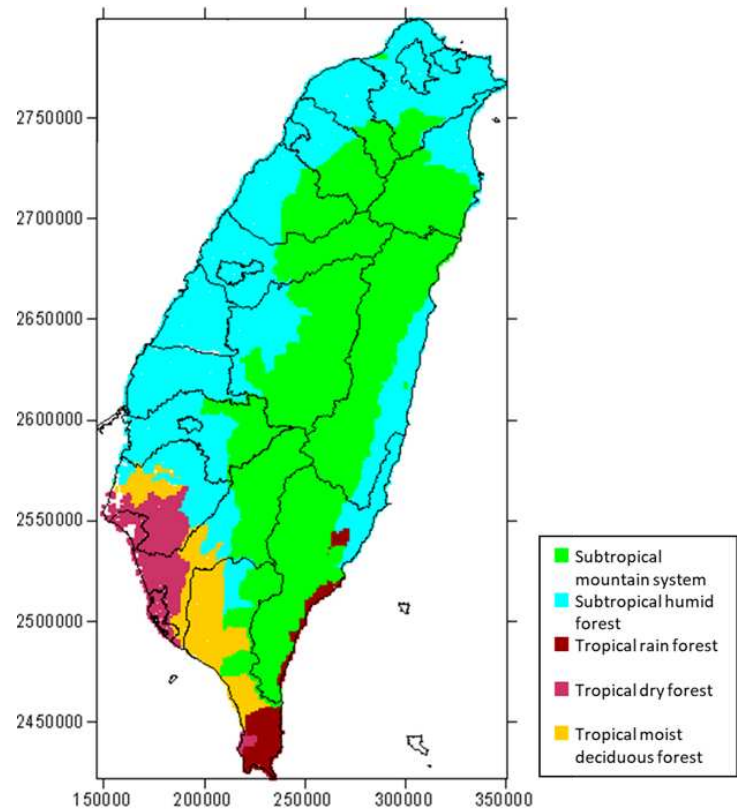 2750000
2700000
2650000
2600000
2550000
2500000
2450000
150000 200000 250000 300000 350000
Subtropical
mountain system
Subtropical humid
forest
Tropical rain forest
Tropical dry forest
Tropical moist
deciduous forest